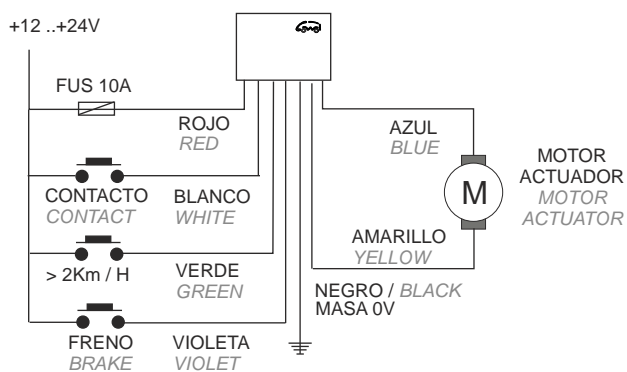 +12 ..+24V
FUS 10A
ROJO
RED
CONTACTO
CONTACT
BLANCO
WHITE
> 2Km / H
VERDE
GREEN
FRENO
BRAKE
VIOLETA
VIOLET
AZUL
BLUE
M
MOTOR
ACTUADOR
MOTOR
ACTUATOR
AMARILLO
YELLOW
NEGRO / BLACK
MASA 0V